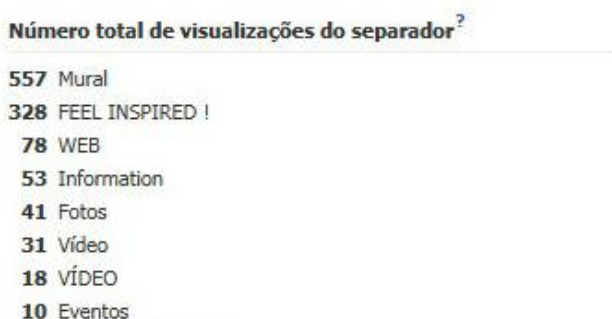 Número total de visualizações do separador?
557 Mural
328 FEEL INSPIRED !
78 WEB
53 Information
41 Fotos
31 Vídeo
18 VÍDEO
10 Eventos